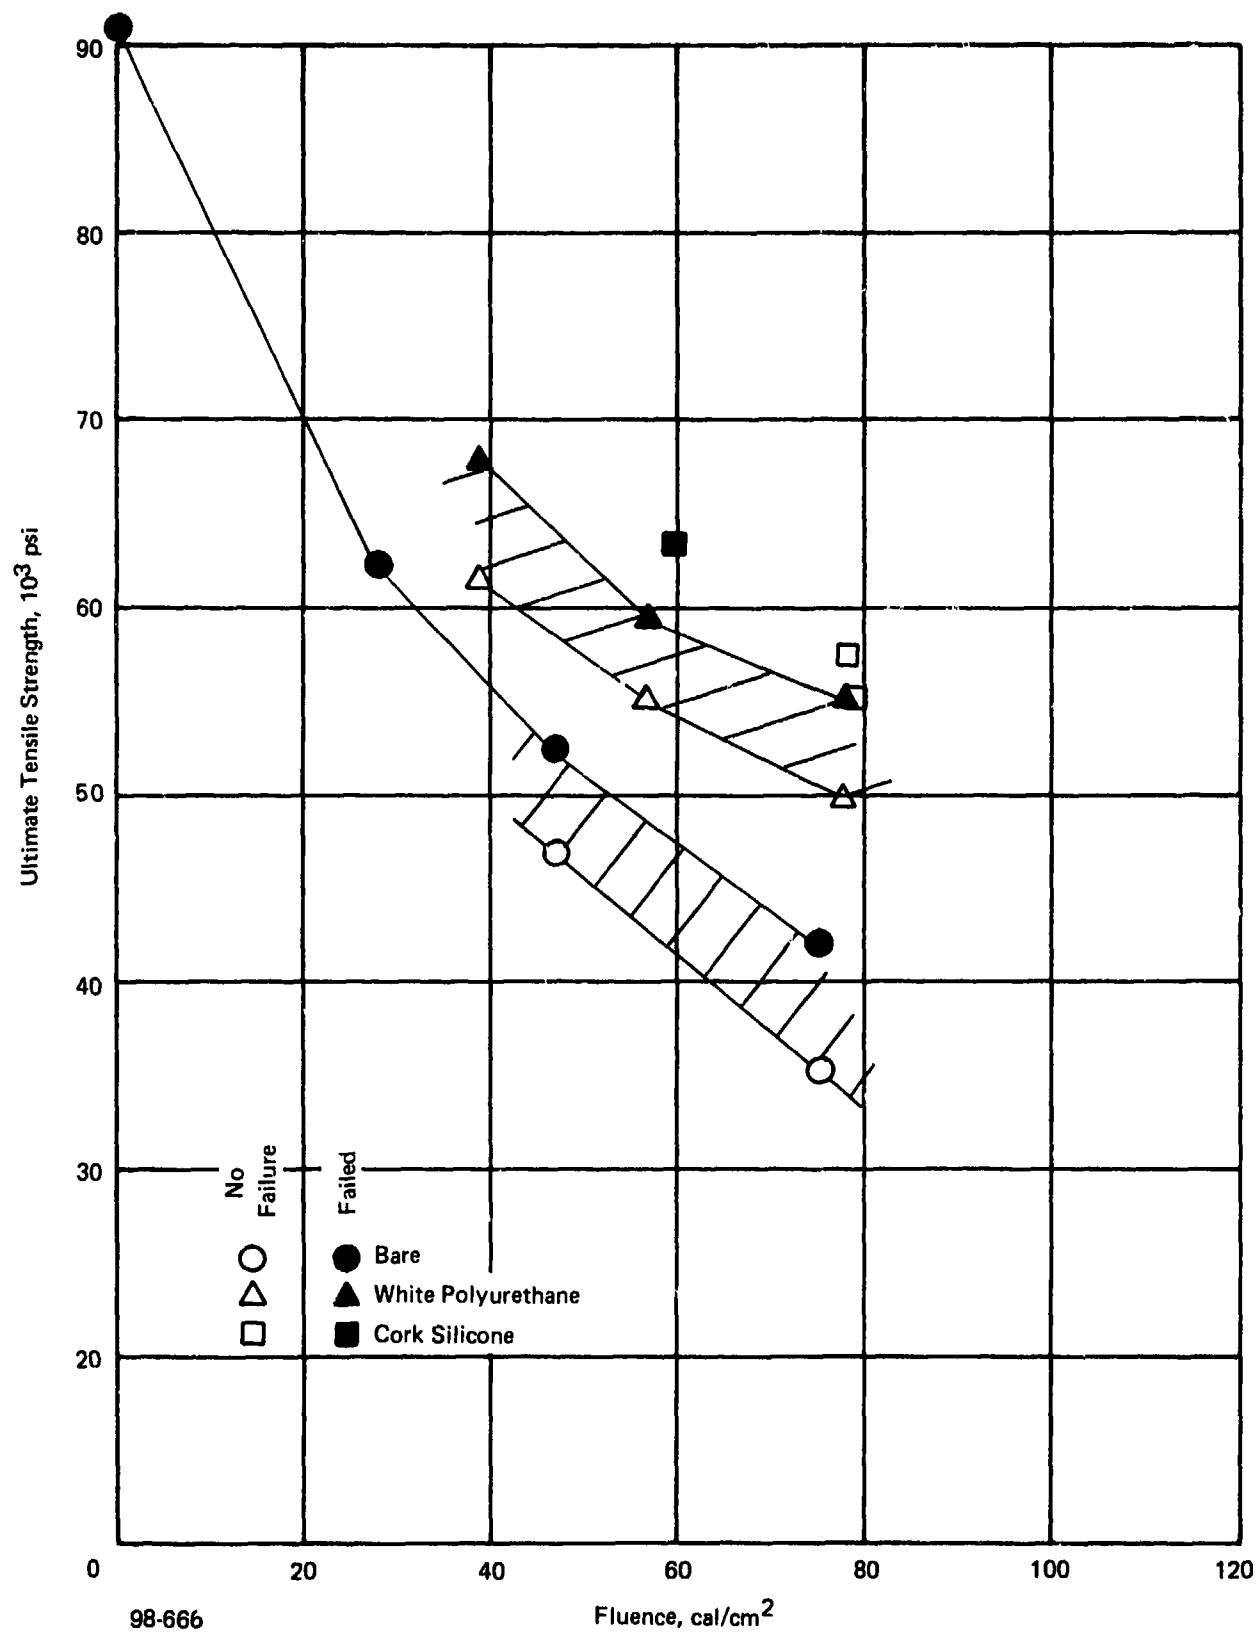 90
80
70
60
50
40
30
20
0
20
40
60
80
100
120
Ultimate Tensile Strength, 10³ psi
Fluence, cal/cm²
No Failure
Failed
Bare
White Polyurethane
Cork Silicone
98-666